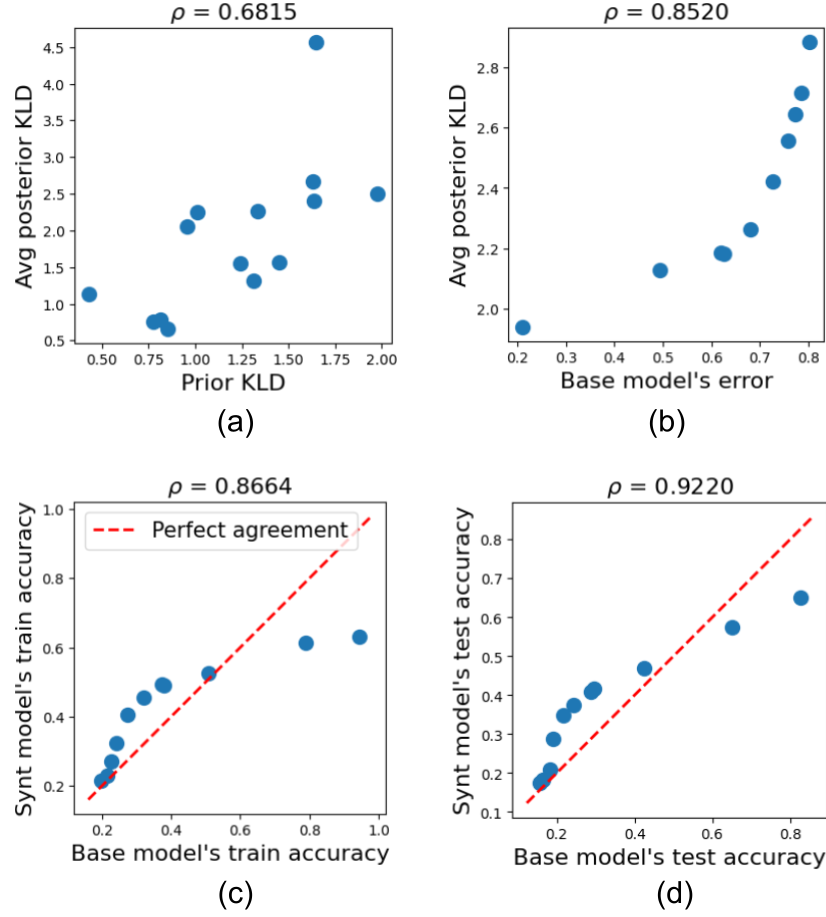 ρ = 0.6815
Avg posterior KLD
4.5
4.0
3.5
3.0
2.5
2.0
1.5
1.0
0.5
0.50 0.75 1.00 1.25 1.50 1.75 2.00
Prior KLD
(a)
ρ = 0.8520
Avg posterior KLD
2.8
2.6
2.4
2.2
2.0
0.2 0.3 0.4 0.5 0.6 0.7 0.8
Base model's error
(b)
ρ = 0.8664
Synt model's train accuracy
Perfect agreement
1.0
0.8
0.6
0.4
0.2
0.2 0.4 0.6 0.8 1.0
Base model's train accuracy
(c)
ρ = 0.9220
Synt model's test accuracy
0.8
0.7
0.6
0.5
0.4
0.3
0.2
0.1
0.2 0.4 0.6 0.8
Base model's test accuracy
(d)